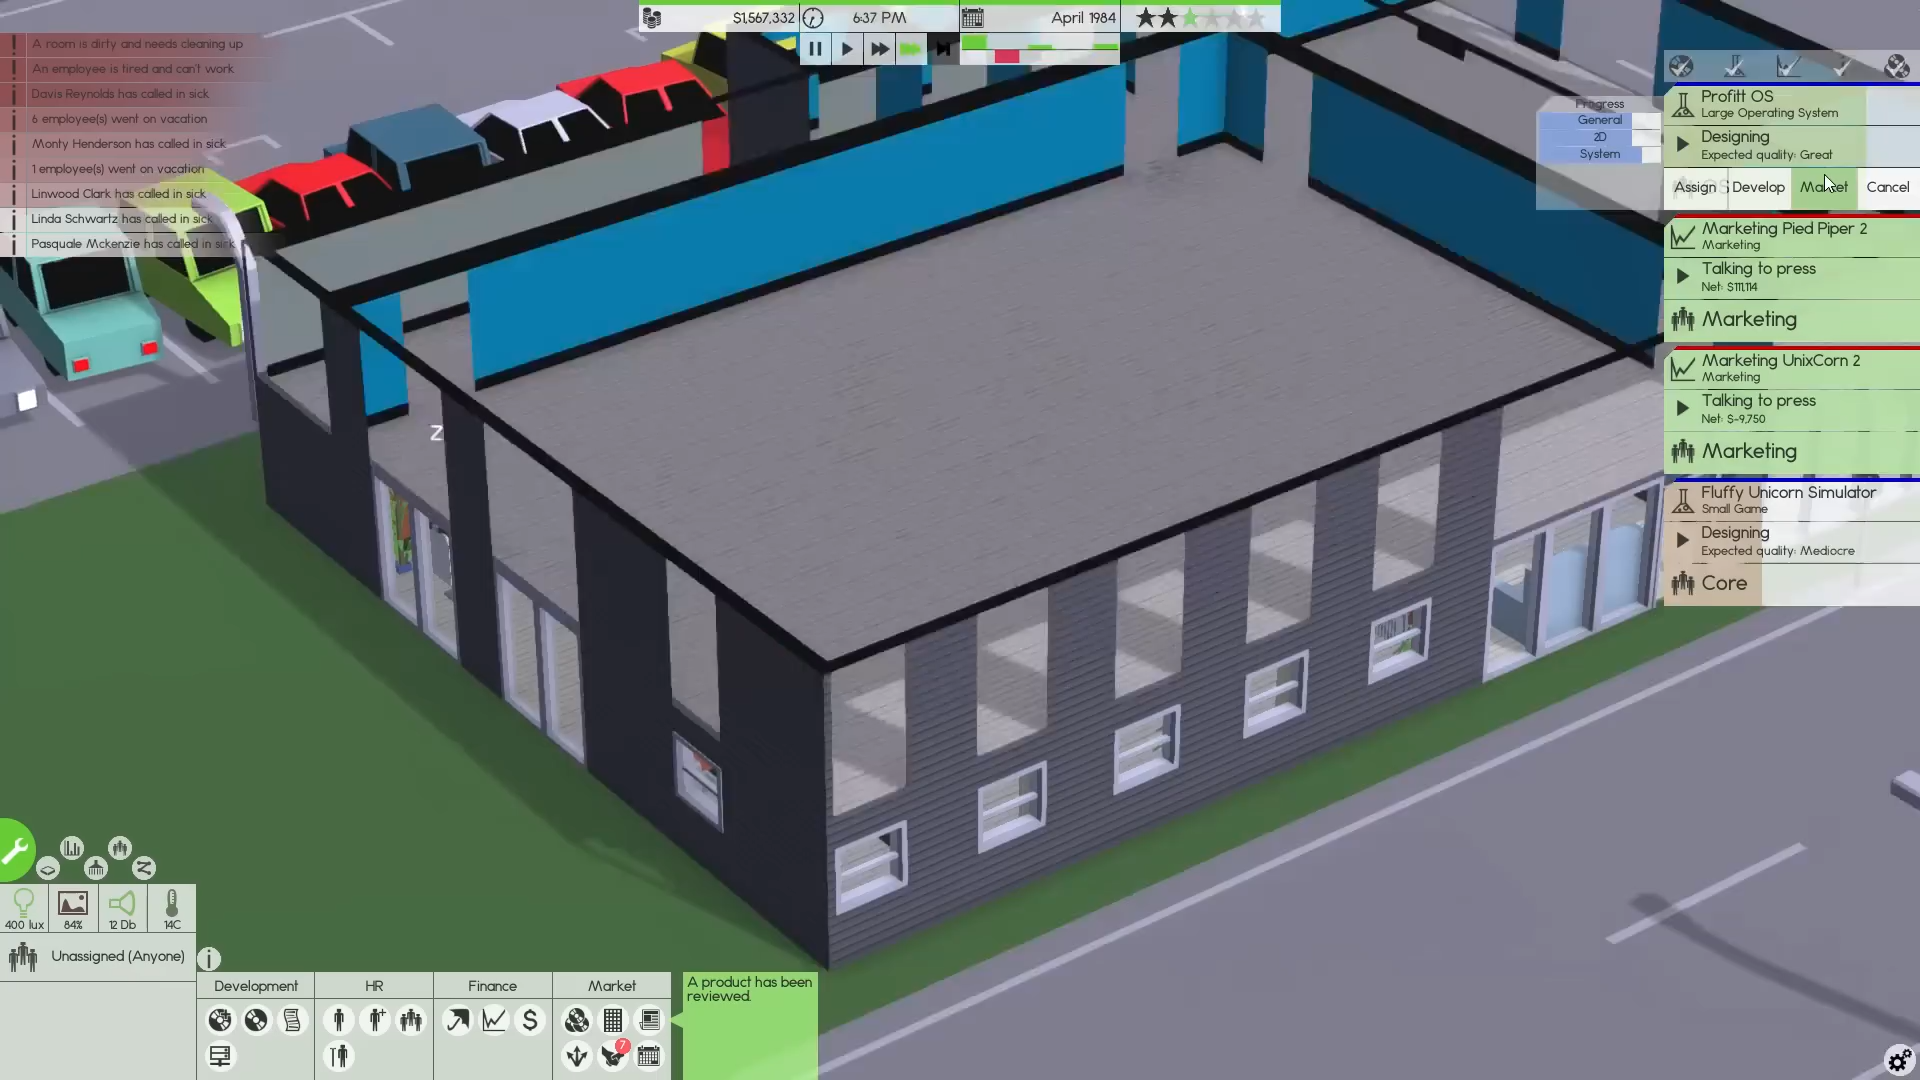 $1,567,332
6:37 PM
April 1984
A room is dirty and needs cleaning up
An employee is tired and can't work
Davis Reynolds has called in sick
6 employee(s) went on vacation
Monty Henderson has called in sick
1 employee(s) went on vacation
Linwood Clark has called in sick
Linda Schwartz has called in sick
Pasquale Mckenzie has called in sick
Z
Progress
General
2D
System
Profitt OS
Large Operating System
Designing
Expected quality: Great
Assign
Develop
Market
Cancel
Marketing Pied Piper 2
Marketing
Talking to press
Net: $111,114
Marketing
Marketing UnixCorn 2
Marketing
Talking to press
Net: $-9,750
Marketing
Fluffy Unicorn Simulator
Small Game
Designing
Expected quality: Mediocre
Core
400 lux
84%
12 Db
14C
Unassigned (Anyone)
i
Development
HR
Finance
Market
$
7
A product has been
reviewed.